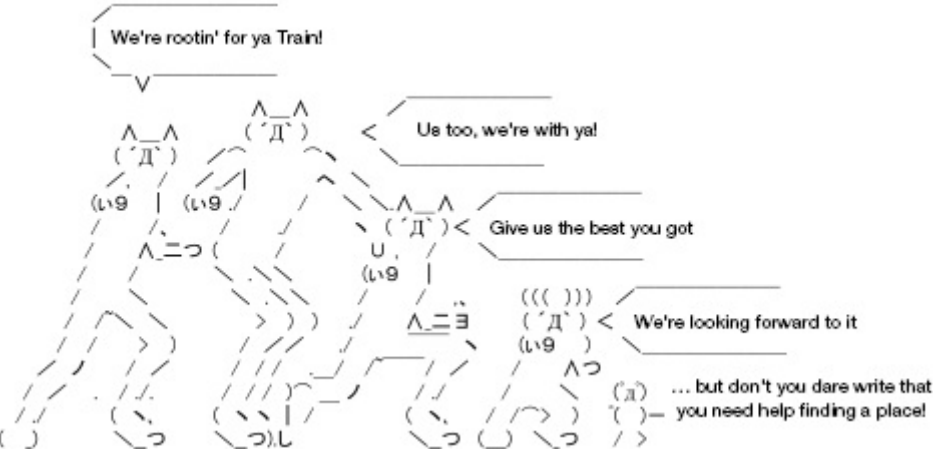 We're rootin' for ya Train!
Us too, we're with ya!
Give us the best you got
We're looking forward to it
... but don't you dare write that
you need help finding a place!